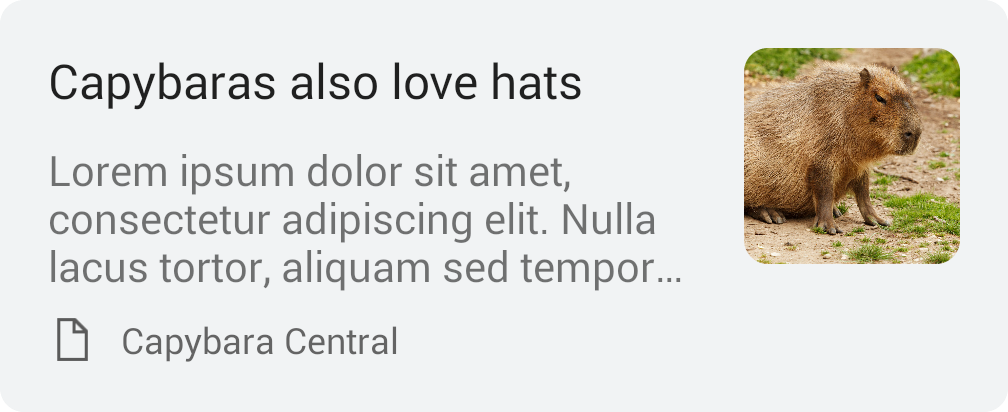 Capybaras also love hats
Lorem ipsum dolor sit amet,
consectetur adipiscing elit. Nulla
lacus tortor, aliquam sed tempor...
Capybara Central